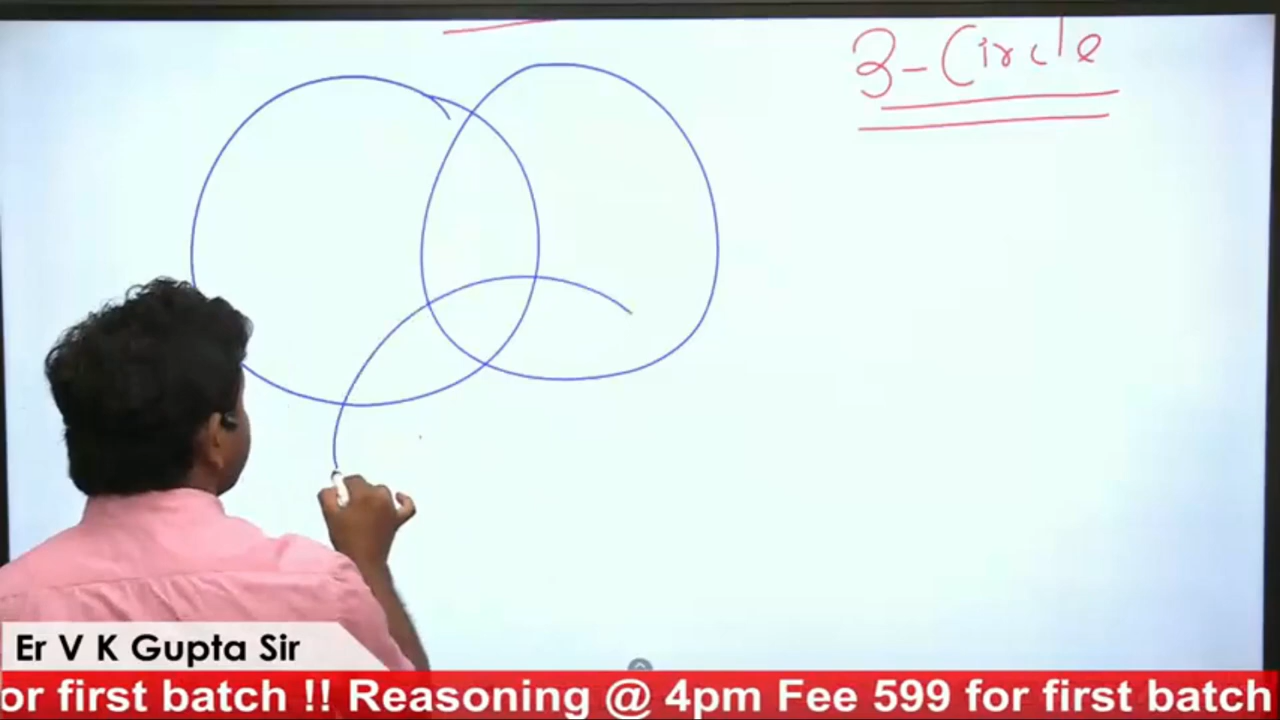 3-Circle
Er V K Gupta Sir
or first batch !! Reasoning @ 4pm Fee 599 for first batch